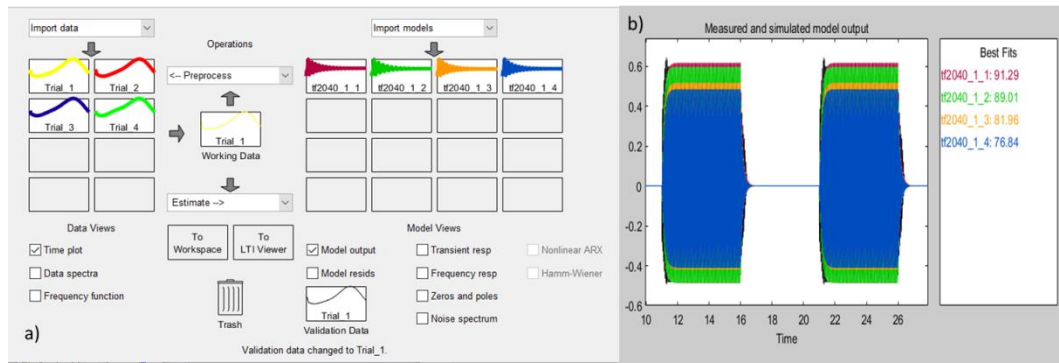 Import data
Operations
Import models
Trial_1
Trial_2
<-- Preprocess
tf2040_1_1
tf2040_1_2
tf2040_1_3
tf2040_1_4
Trial_3
Trial_4
Trial_1
Working Data
Estimate -->
Data Views
Model Views
Time plot
Data spectra
Frequency function
To
Workspace
To
LTI Viewer
Model output
Transient resp
Nonlinear ARX
Model resids
Frequency resp
Hamm-Wiener
Zeros and poles
Noise spectrum
Trash
Trial_1
Validation Data
Validation data changed to Trial_1.
a)
b)
Measured and simulated model output
0.8
0.6
0.4
0.2
0
-0.2
-0.4
-0.6
10 12 14 16 18 20 22 24 26
Time
Best Fits
tf2040_1_1: 91.29
tf2040_1_2: 89.01
tf2040_1_3: 81.96
tf2040_1_4: 76.84